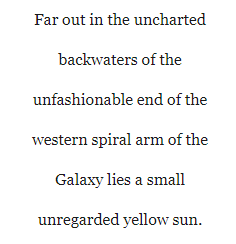 Far out in the uncharted
backwaters of the
unfashionable end of the
western spiral arm of the
Galaxy lies a small
unregarded yellow sun.